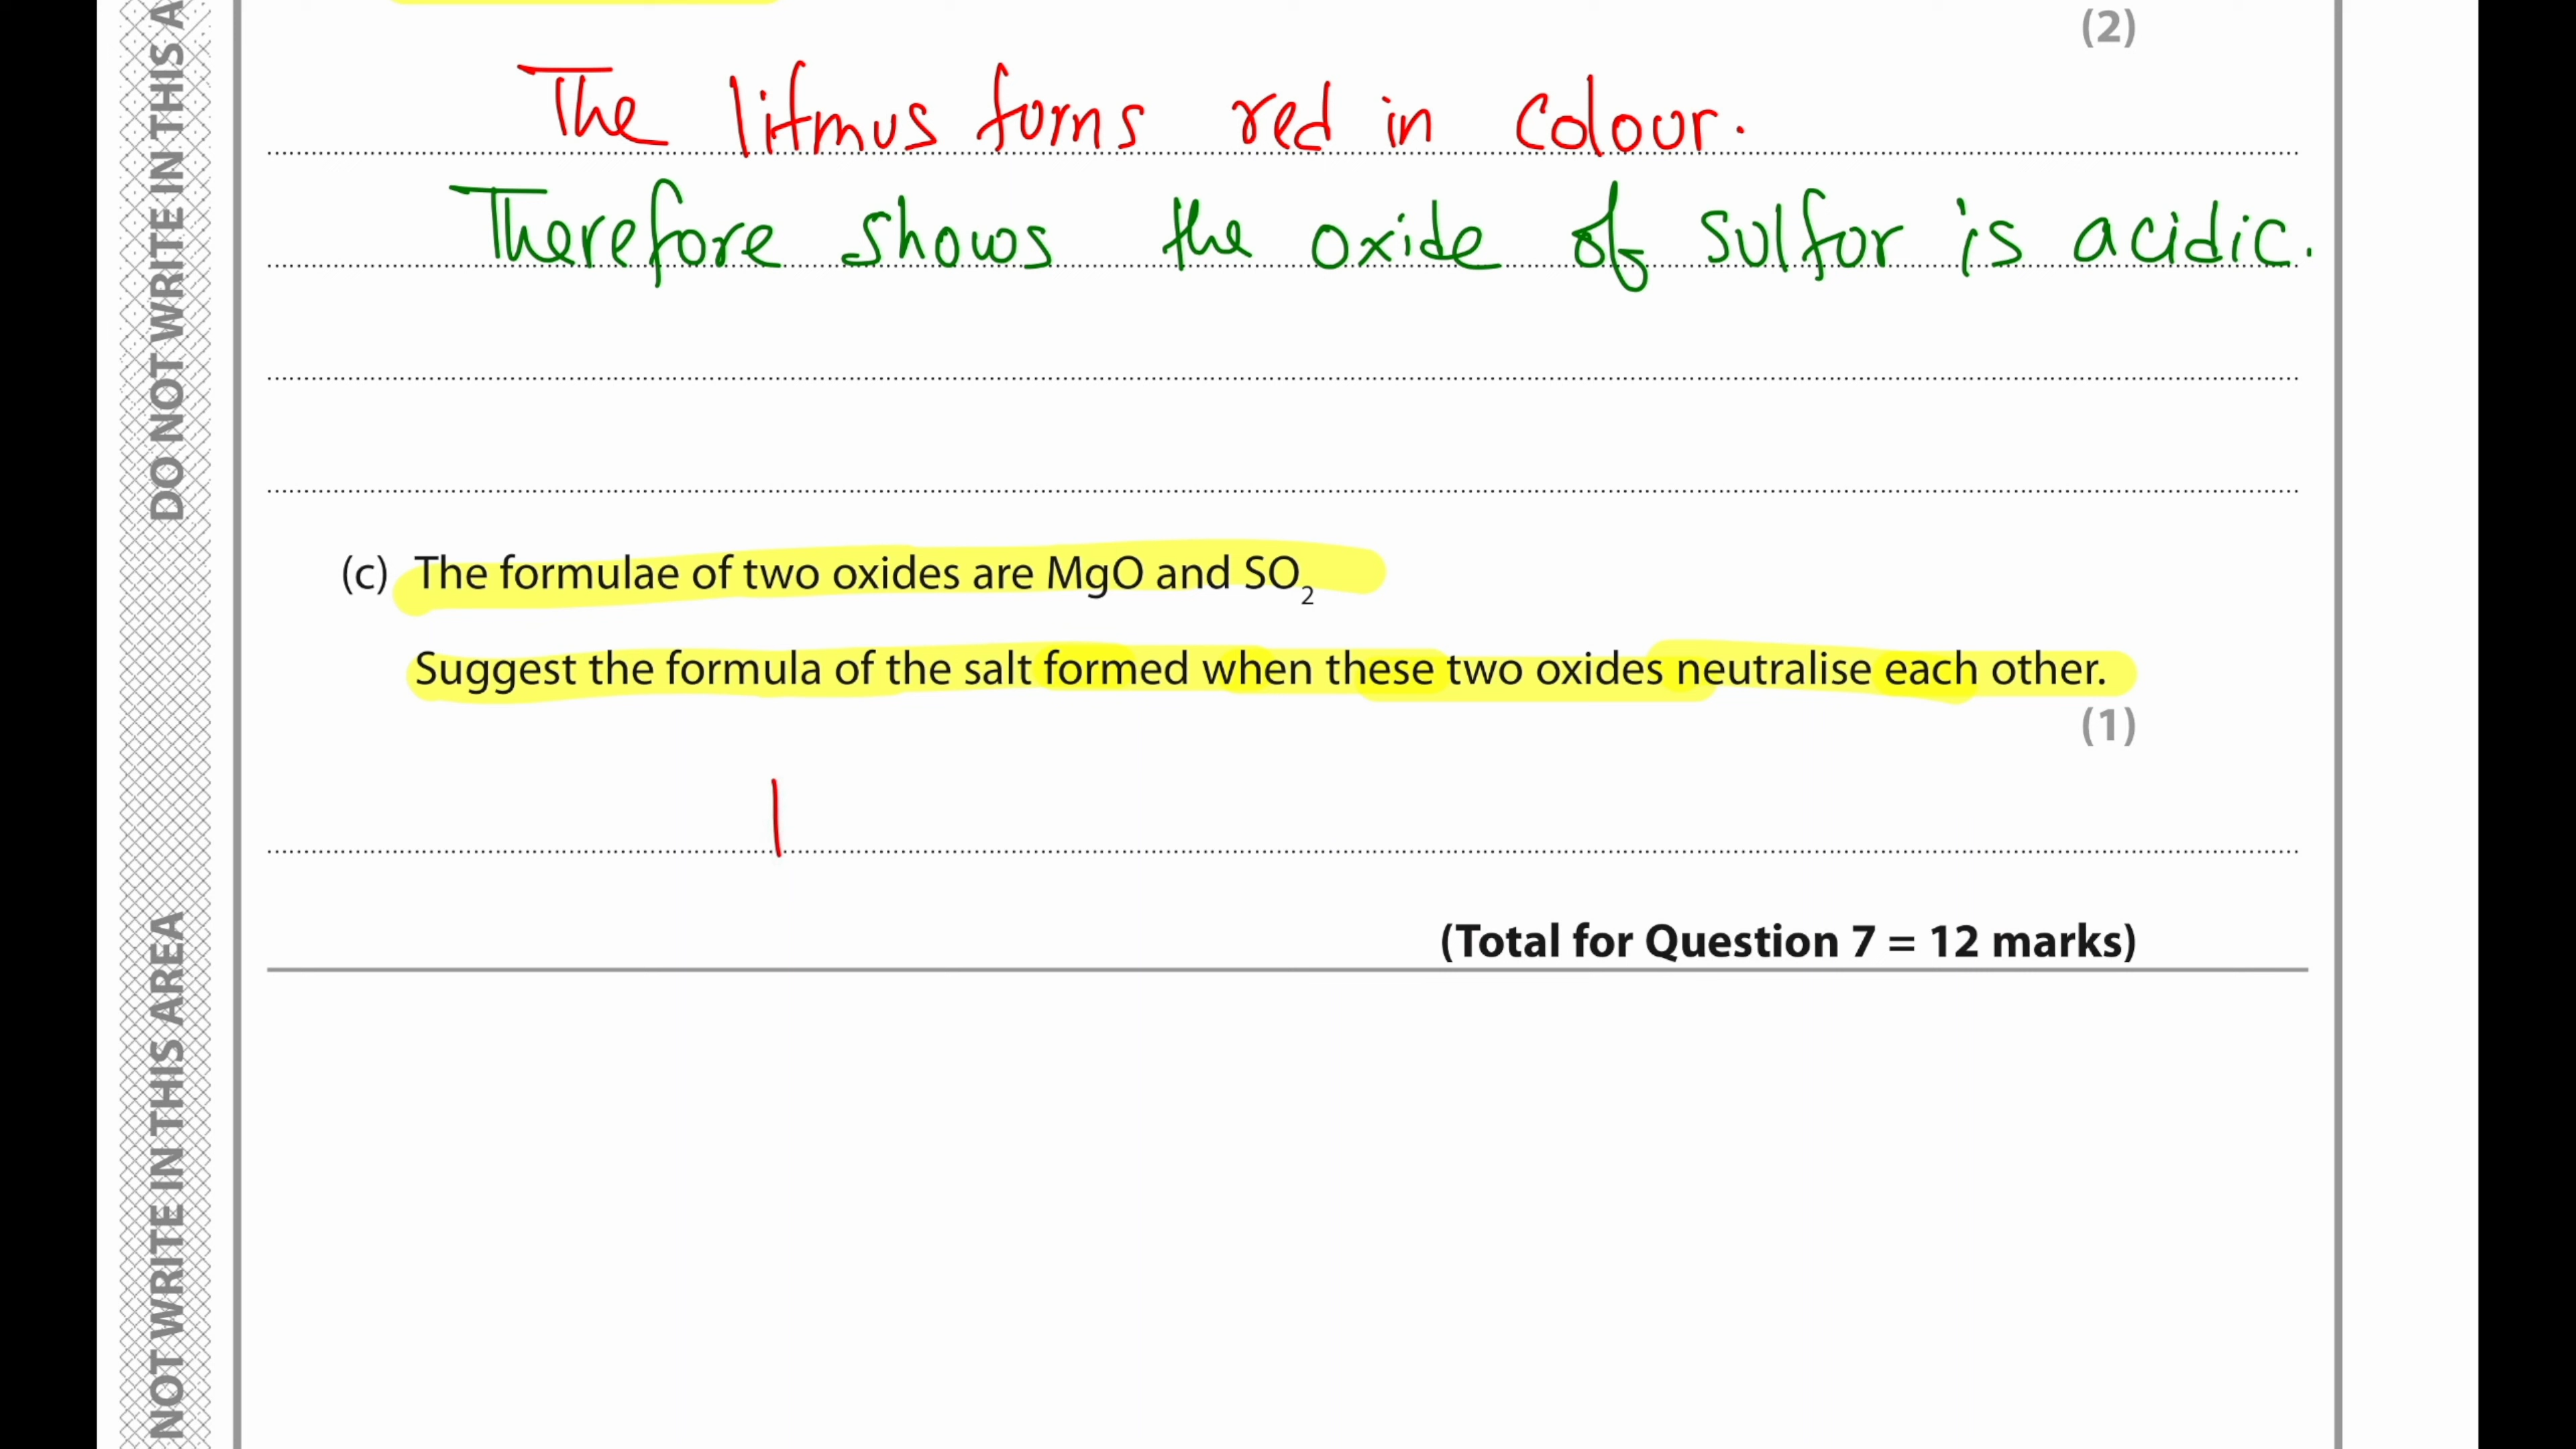 (2)
The litmus turns red in colour.
Therefore shows the oxide of sulfur is acidic.
(c) The formulae of two oxides are MgO and SO₂
Suggest the formula of the salt formed when these two oxides neutralise each other.
(1)
(Total for Question 7 = 12 marks)
DO NOT WRITE IN THIS A
NOT WRITE IN THIS AREA